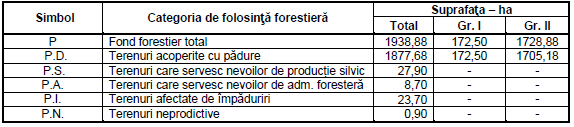 Simbol Categoria de folosinţă forestieră Suprafaţa – ha
Total Gr. I Gr. II
P Fond forestier total 1938,88 172,50 1728,88
P.D. Terenuri acoperite cu pădure 1877,68 172,50 1705,18
P.S. Terenuri care servesc nevoilor de producţie silvic 27,90 - -
P.A. Terenuri care servesc nevoilor de adm. foresteră 8,70 - -
P.I. Terenuri afectate de împăduriri 23,70 - -
P.N. Terenuri neprodictive 0,90 - -